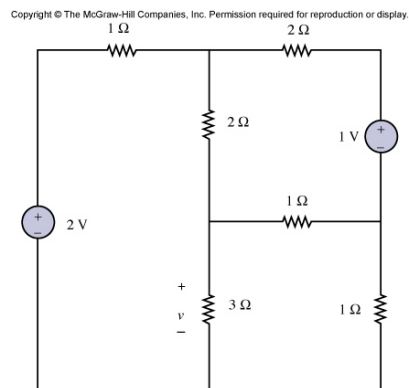 Copyright © The McGraw-Hill Companies, Inc. Permission required for reproduction or display.
1 Ω
2 Ω
2 Ω
1 V
+
–
1 Ω
+
–
2 V
+
v
–
3 Ω
1 Ω